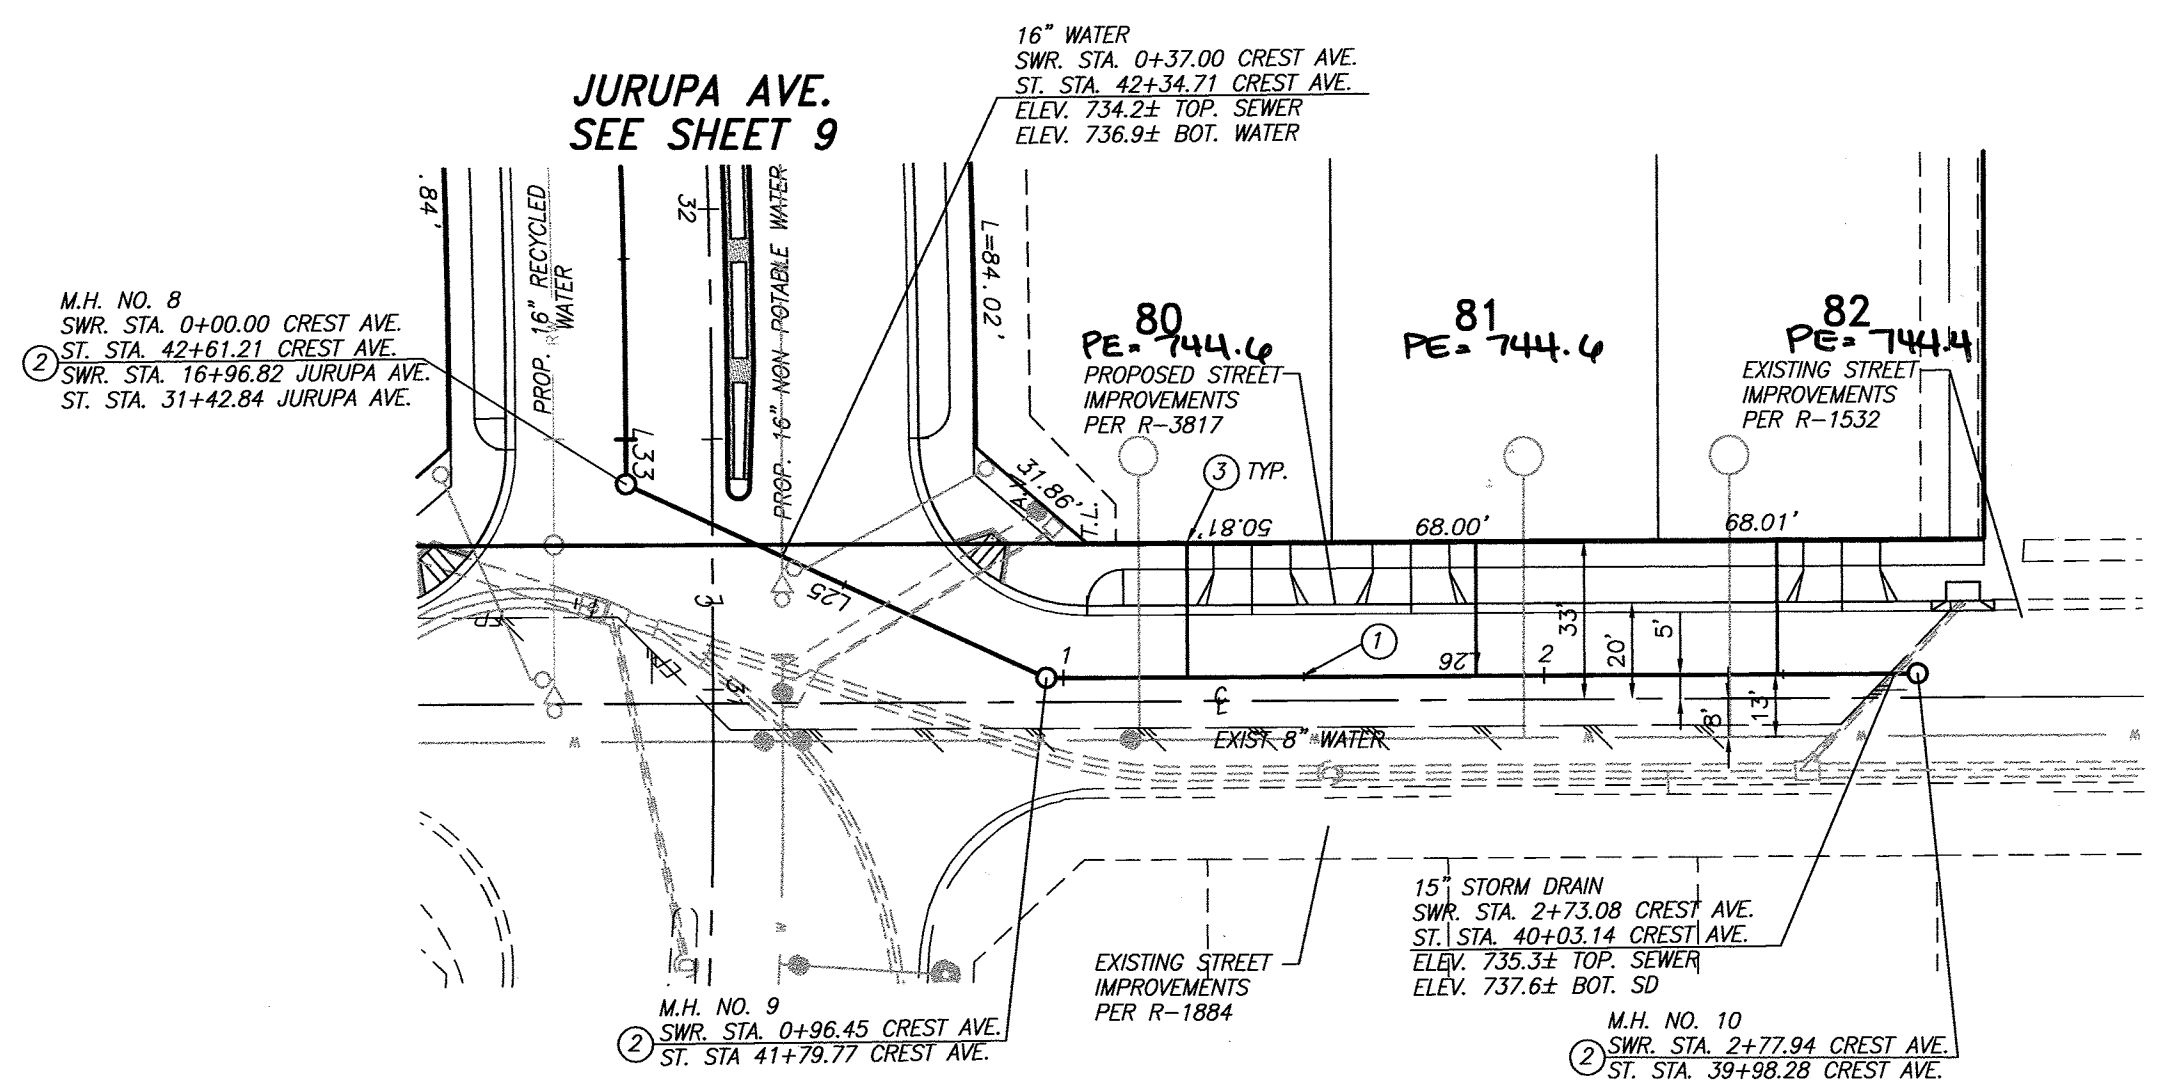 16" WATER
SWR. STA. 0+37.00 CREST AVE.
ST. STA. 42+34.71 CREST AVE.
ELEV. 734.2± TOP. SEWER
ELEV. 736.9± BOT. WATER
JURUPA AVE.
SEE SHEET 9
84'
PROP. 16" RECYCLED
WATER
32
PROP. 16" NON POTABLE WATER
L=84.02'
M.H. NO. 8
SWR. STA. 0+00.00 CREST AVE.
ST. STA. 42+61.21 CREST AVE.
2
SWR. STA. 16+96.82 JURUPA AVE.
ST. STA. 31+42.84 JURUPA AVE.
80
PE= 744.6
81
PE= 744.6
82
PE= 744.4
PROPOSED STREET
IMPROVEMENTS
PER R-3817
EXISTING STREET
IMPROVEMENTS
PER R-1532
L33
31.86'
3 TYP.
50.81'
68.00'
68.01'
L25
33'
20'
5'
1
1
26
2
8'
13'
31
EXIST 8" WATER
15" STORM DRAIN
SWR. STA. 2+73.08 CREST AVE.
ST. STA. 40+03.14 CREST AVE.
ELEV. 735.3± TOP. SEWER
ELEV. 737.6± BOT. SD
EXISTING STREET
IMPROVEMENTS
PER R-1884
M.H. NO. 9
2
SWR. STA. 0+96.45 CREST AVE.
ST. STA 41+79.77 CREST AVE.
M.H. NO. 10
2
SWR. STA. 2+77.94 CREST AVE.
ST. STA. 39+98.28 CREST AVE.